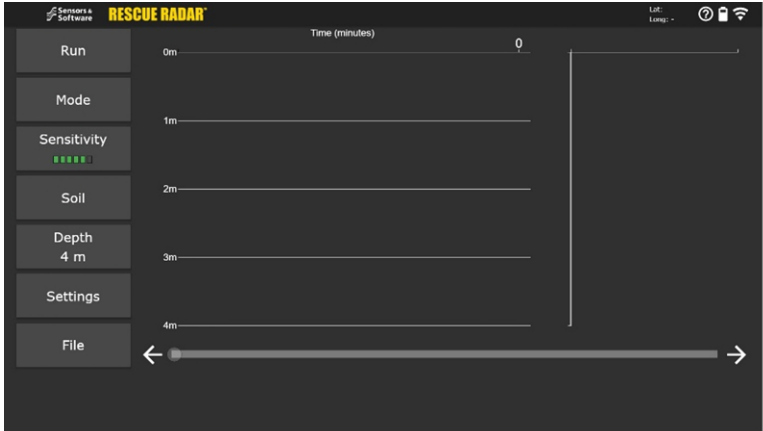 Sensors &
Software
RESCUE RADAR
Lat:
Long: -
Run
Mode
Sensitivity
Soil
Depth
4 m
Settings
File
Time (minutes)
0
0m
1m
2m
3m
4m